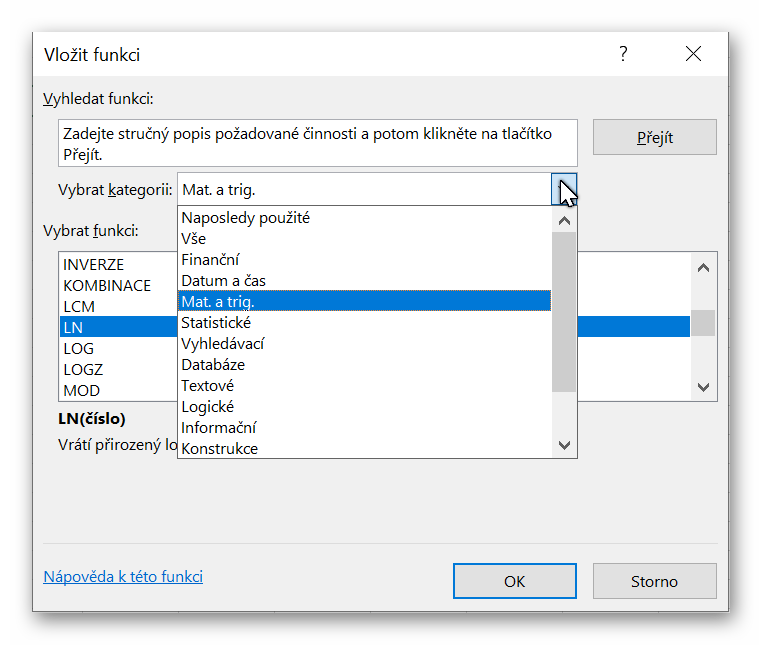 Vložit funkci
?
Vyhledat funkci:
Zadejte stručný popis požadované činnosti a potom klikněte na tlačítko
Přejít.
Přejít
Vybrat kategorii: Mat. a trig.
Naposledy použité
Vše
Finanční
Datum a čas
Mat. a trig.
Statistické
Vyhledávací
Databáze
Textové
Logické
Informační
Konstrukce
Vybrat funkci:
INVERZE
KOMBINACE
LCM
LN
LOG
LOGZ
MOD
LN(číslo)
Vrátí přirozený
Nápověda k této funkci
OK
Storno